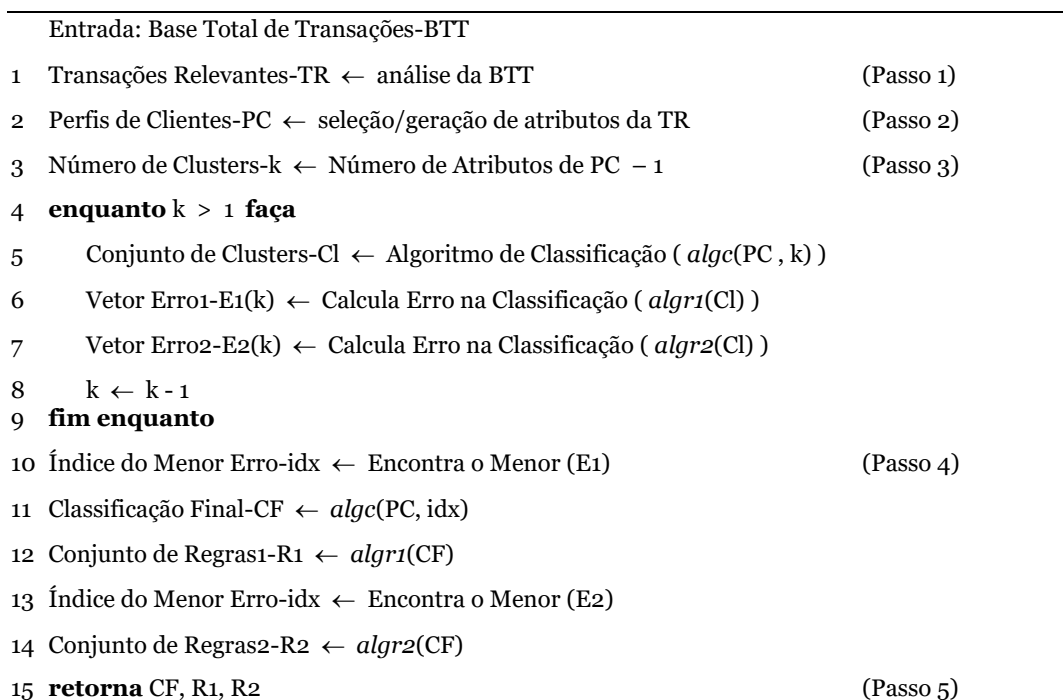 Entrada: Base Total de Transações-BTT
1 Transações Relevantes-TR ← análise da BTT (Passo 1)
2 Perfis de Clientes-PC ← seleção/geração de atributos da TR (Passo 2)
3 Número de Clusters-k ← Número de Atributos de PC − 1 (Passo 3)
4 enquanto k > 1 faça
5 Conjunto de Clusters-Cl ← Algoritmo de Classificação ( algc(PC , k) )
6 Vetor Erro1-E1(k) ← Calcula Erro na Classificação ( algr1(Cl) )
7 Vetor Erro2-E2(k) ← Calcula Erro na Classificação ( algr2(Cl) )
8 k ← k - 1
9 fim enquanto
10 Índice do Menor Erro-idx ← Encontra o Menor (E1) (Passo 4)
11 Classificação Final-CF ← algc(PC, idx)
12 Conjunto de Regras1-R1 ← algr1(CF)
13 Índice do Menor Erro-idx ← Encontra o Menor (E2)
14 Conjunto de Regras2-R2 ← algr2(CF)
15 retorna CF, R1, R2 (Passo 5)